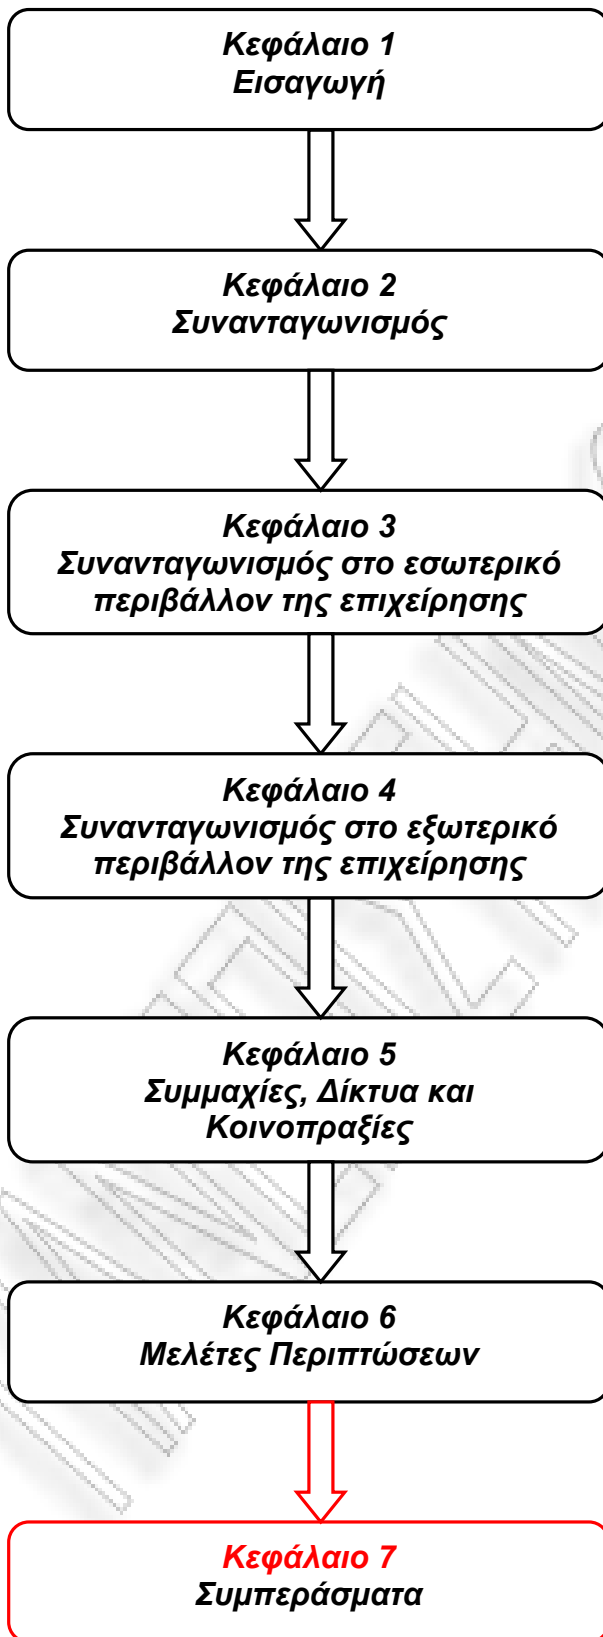 Κεφάλαιο 1
Εισαγωγή
Κεφάλαιο 2
Συνανταγωνισμός
Κεφάλαιο 3
Συνανταγωνισμός στο εσωτερικό
περιβάλλον της επιχείρησης
Κεφάλαιο 4
Συνανταγωνισμός στο εξωτερικό
περιβάλλον της επιχείρησης
Κεφάλαιο 5
Συμμαχίες, Δίκτυα και
Κοινοπραξίες
Κεφάλαιο 6
Μελέτες Περιπτώσεων
Κεφάλαιο 7
Συμπεράσματα